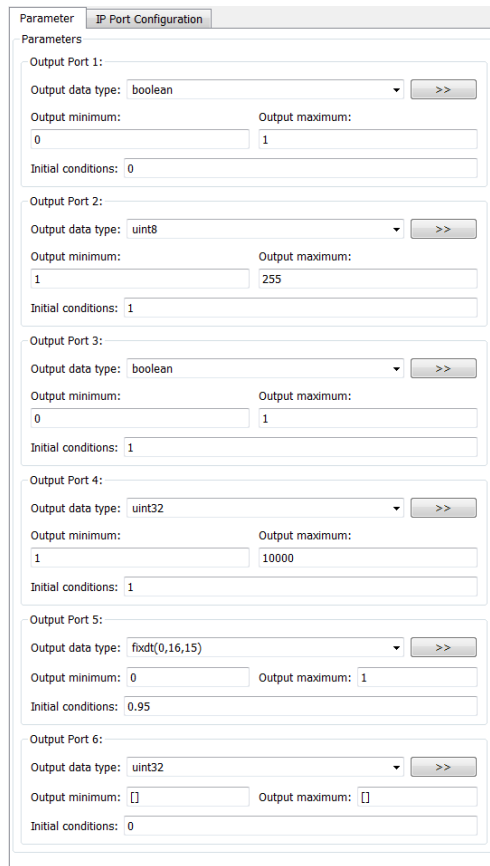 Parameter IP Port Configuration
Parameters
Output Port 1:
Output data type: boolean >>
Output minimum: Output maximum:
0 1
Initial conditions: 0
Output Port 2:
Output data type: uint8 >>
Output minimum: Output maximum:
1 255
Initial conditions: 1
Output Port 3:
Output data type: boolean >>
Output minimum: Output maximum:
0 1
Initial conditions: 1
Output Port 4:
Output data type: uint32 >>
Output minimum: Output maximum:
1 10000
Initial conditions: 1
Output Port 5:
Output data type: fixdt(0,16,15) >>
Output minimum: 0 Output maximum: 1
Initial conditions: 0.95
Output Port 6:
Output data type: uint32 >>
Output minimum: [] Output maximum: []
Initial conditions: 0